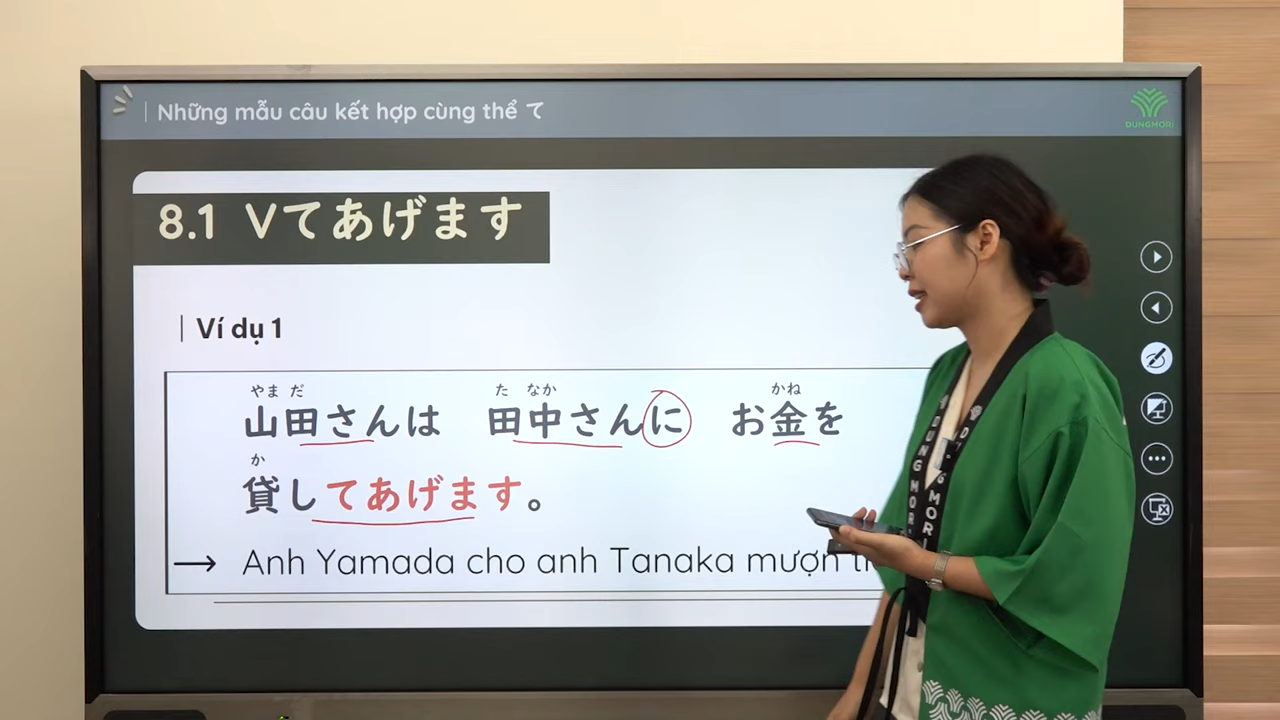 Những mẫu câu kết hợp cùng thể て
DUNGMORI
8.1 Vてあげます
Ví dụ 1
やま だ た なか かね
山田さんは 田中さんに お金を
か
貸してあげます。
→ Anh Yamada cho anh Tanaka mượn
DUNGMORI
DUNGMORI